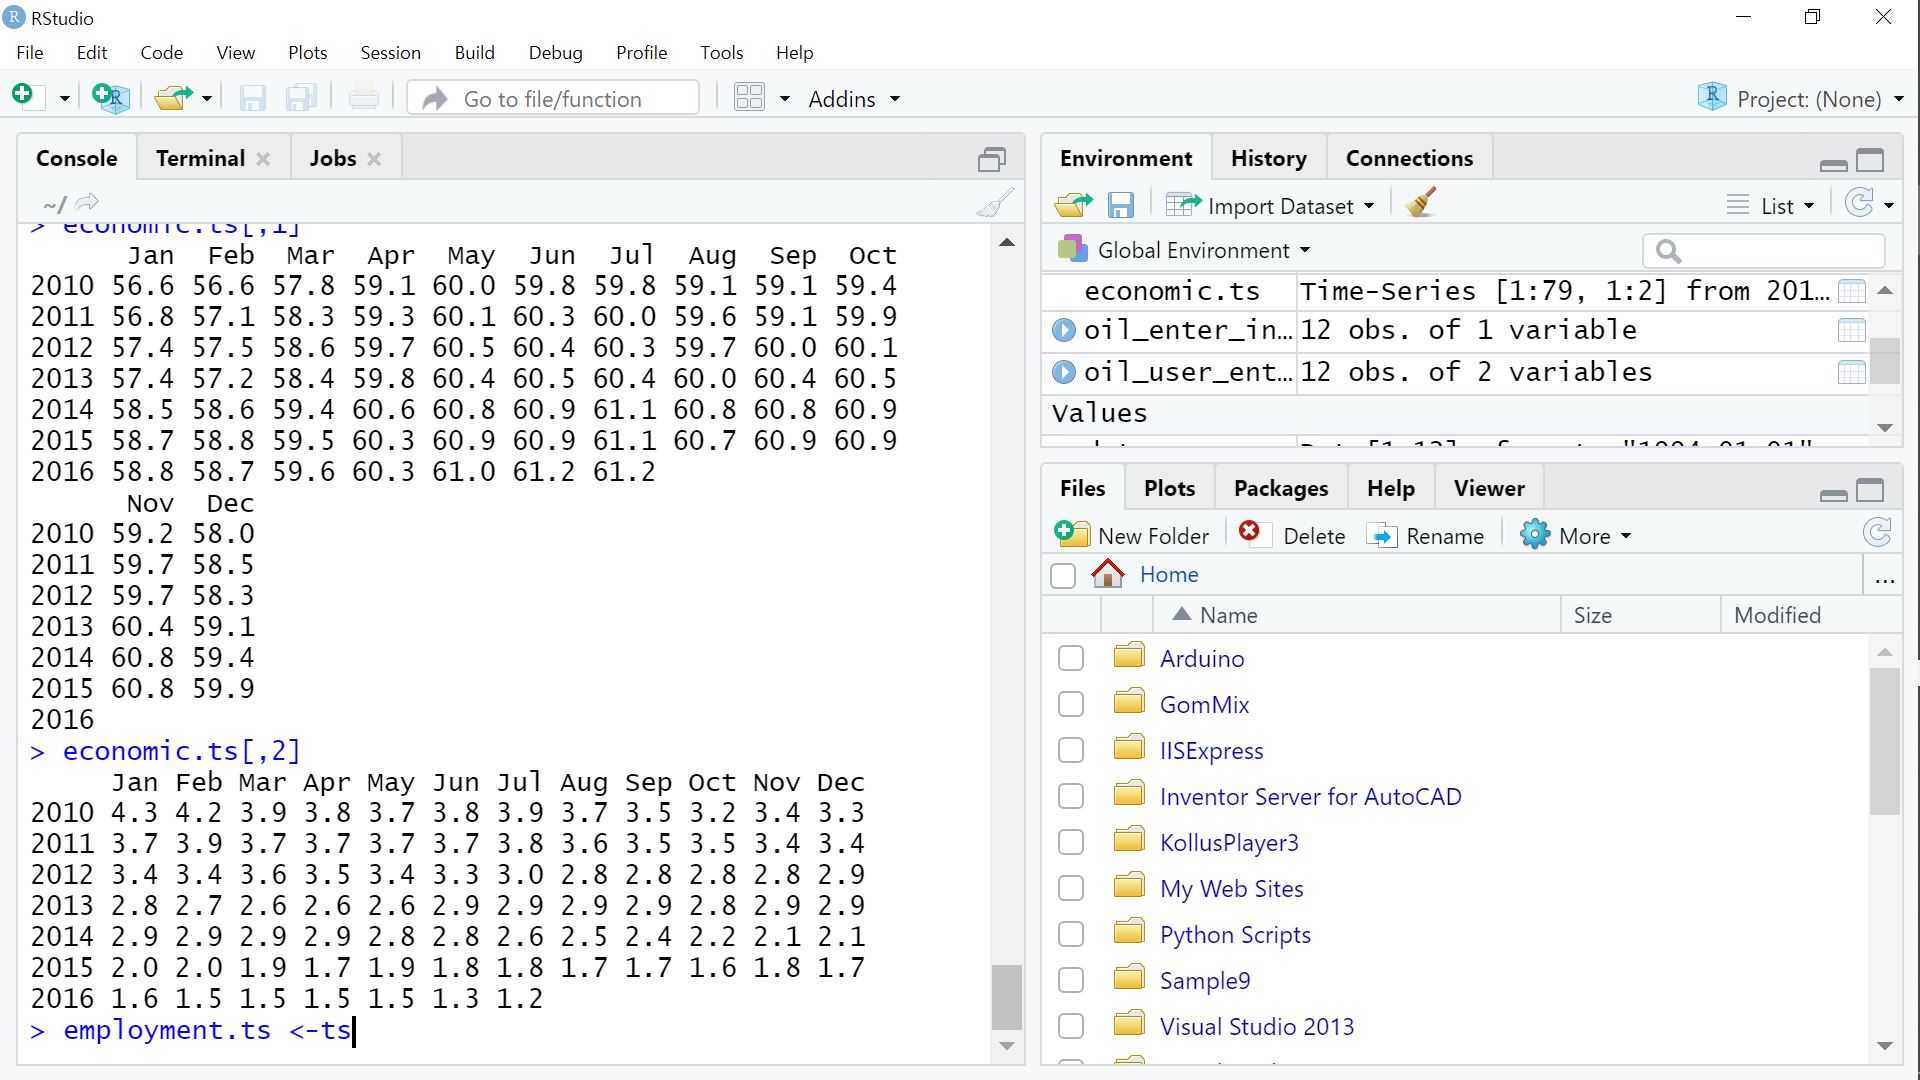 RStudio
File Edit Code View Plots Session Build Debug Profile Tools Help
Go to file/function Addins Project: (None)
Console Terminal Jobs
~/
> economic.ts[,1]
Jan Feb Mar Apr May Jun Jul Aug Sep Oct
2010 56.6 56.6 57.8 59.1 60.0 59.8 59.8 59.1 59.1 59.4
2011 56.8 57.1 58.3 59.3 60.1 60.3 60.0 59.6 59.1 59.9
2012 57.4 57.5 58.6 59.7 60.5 60.4 60.3 59.7 60.0 60.1
2013 57.4 57.2 58.4 59.8 60.4 60.5 60.4 60.0 60.4 60.5
2014 58.5 58.6 59.4 60.6 60.8 60.9 61.1 60.8 60.8 60.9
2015 58.7 58.8 59.5 60.3 60.9 60.9 61.1 60.7 60.9 60.9
2016 58.8 58.7 59.6 60.3 61.0 61.2 61.2
Nov Dec
2010 59.2 58.0
2011 59.7 58.5
2012 59.7 58.3
2013 60.4 59.1
2014 60.8 59.4
2015 60.8 59.9
2016
> economic.ts[,2]
Jan Feb Mar Apr May Jun Jul Aug Sep Oct Nov Dec
2010 4.3 4.2 3.9 3.8 3.7 3.8 3.9 3.7 3.5 3.2 3.4 3.3
2011 3.7 3.9 3.7 3.7 3.7 3.7 3.8 3.6 3.5 3.5 3.4 3.4
2012 3.4 3.4 3.6 3.5 3.4 3.3 3.0 2.8 2.8 2.8 2.8 2.9
2013 2.8 2.7 2.6 2.6 2.6 2.9 2.9 2.9 2.9 2.8 2.9 2.9
2014 2.9 2.9 2.9 2.9 2.8 2.8 2.6 2.5 2.4 2.2 2.1 2.1
2015 2.0 2.0 1.9 1.7 1.9 1.8 1.8 1.7 1.7 1.6 1.8 1.7
2016 1.6 1.5 1.5 1.5 1.5 1.3 1.2
> employment.ts <-ts
Environment History Connections
Import Dataset List
Global Environment
economic.ts Time-Series [1:79, 1:2] from 201…
oil_enter_in… 12 obs. of 1 variable
oil_user_ent… 12 obs. of 2 variables
Values
Files Plots Packages Help Viewer
New Folder Delete Rename More
Home ...
Name Size Modified
Arduino
GomMix
IISExpress
Inventor Server for AutoCAD
KollusPlayer3
My Web Sites
Python Scripts
Sample9
Visual Studio 2013